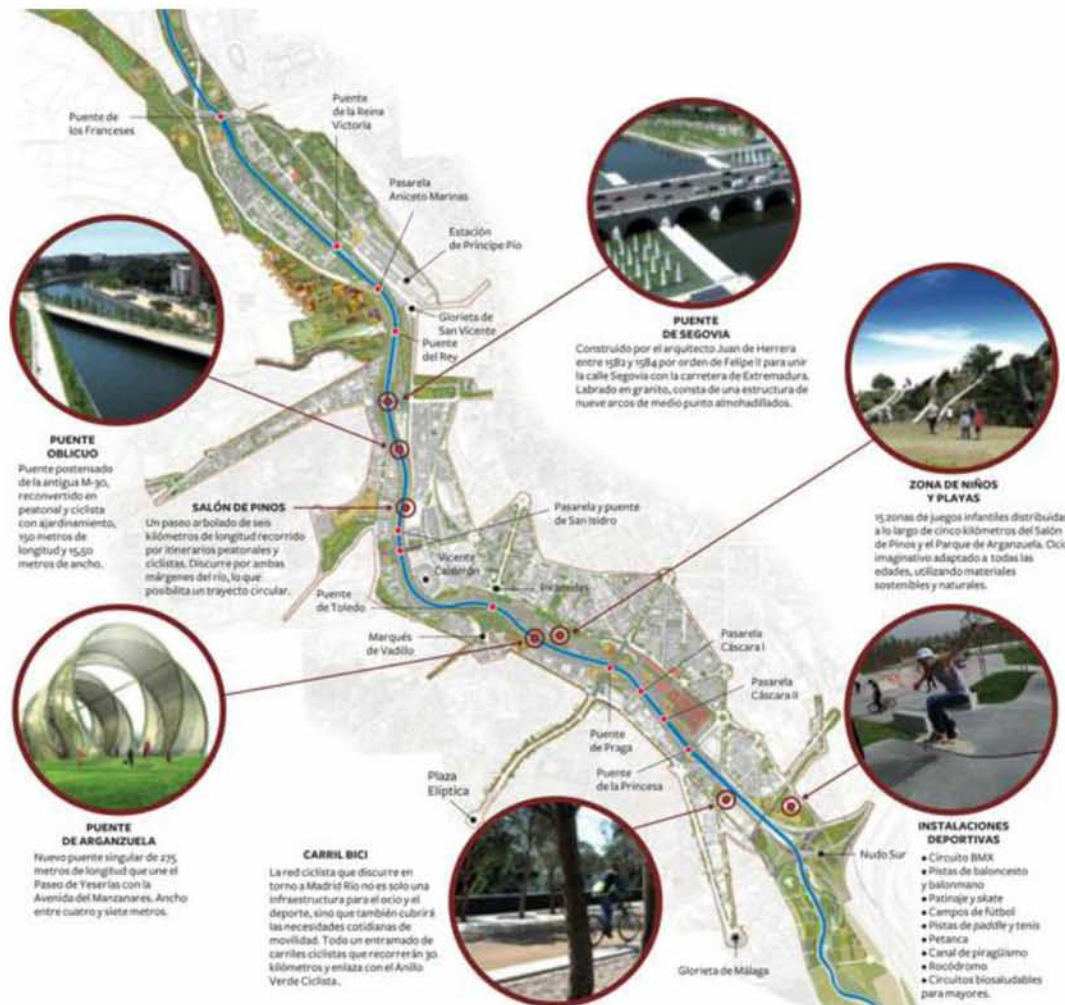 Puente de
los Franceses
Puente
de la Reina
Victoria
Pasarela
Aniceto Marinas
Estación
de Príncipe Pío
Glorieta de
San Vicente
Puente
del Rey
PUENTE
DE SEGOVIA
Construido por el arquitecto Juan de Herrera
entre 1582 y 1584 por orden de Felipe II para unir
la calle Segovia con la carretera de Extremadura.
Labrado en granito, consta de una estructura de
nueve arcos de medio punto almohadillados.
PUENTE
OBLICUO
Puente postensado
de la antigua M-30,
reconvertido en
peatonal y ciclista
con ajardinamiento,
150 metros de
longitud y 15,50
metros de ancho.
SALÓN DE PINOS
Un paseo arbolado de seis
kilómetros de longitud recorrido
por itinerarios peatonales y
ciclistas. Discurre por ambas
márgenes del río, lo que
posibilita un trayecto circular.
ZONA DE NIÑOS
Y PLAYAS
15 zonas de juegos infantiles distribuidas
a lo largo de cinco kilómetros del Salón
de Pinos y el Parque de Arganzuela. Ocio
imaginativo adaptado a todas las
edades, utilizando materiales
sostenibles y naturales.
Pasarela y puente
de San Isidro
Vicente
Calderón
Pirámides
Puente
de Toledo
Marqués
de Vadillo
Pasarela
Cáscara I
Pasarela
Cáscara II
Puente
de Praga
Puente
de la Princesa
Plaza
Elíptica
PUENTE
DE ARGANZUELA
Nuevo puente singular de 275
metros de longitud que une el
Paseo de Yeserías con la
Avenida del Manzanares. Ancho
entre cuatro y siete metros.
CARRIL BICI
La red ciclista que discurre en
torno a Madrid Río no es solo una
infraestructura para el ocio y el
deporte, sino que también cubrirá
las necesidades cotidianas de
movilidad. Todo un entramado de
carriles ciclistas que recorrerán 30
kilómetros y enlaza con el Anillo
Verde Ciclista.
Nudo Sur
Glorieta de Málaga
INSTALACIONES
DEPORTIVAS
• Circuito BMX
• Pistas de baloncesto
y balonmano
• Patinaje y skate
• Campos de fútbol
• Pistas de paddle y tenis
• Petanca
• Canal de piragüismo
• Rocódromo
• Circuitos biosaludables
para mayores.